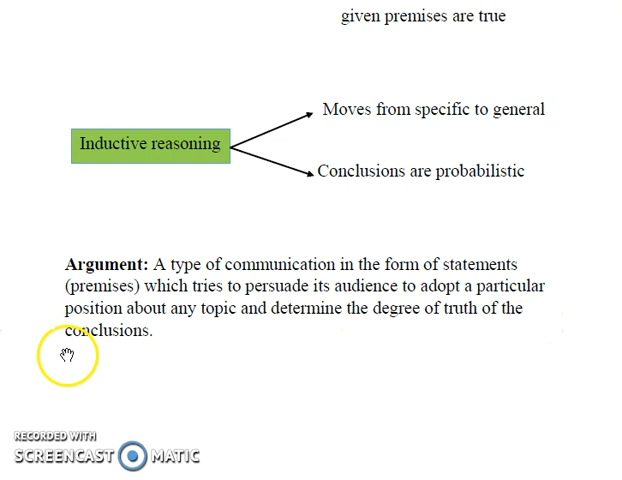 given premises are true
Moves from specific to general
Inductive reasoning
Conclusions are probabilistic
Argument: A type of communication in the form of statements
(premises) which tries to persuade its audience to adopt a particular
position about any topic and determine the degree of truth of the
conclusions.
RECORDED WITH
SCREENCAST MATIC